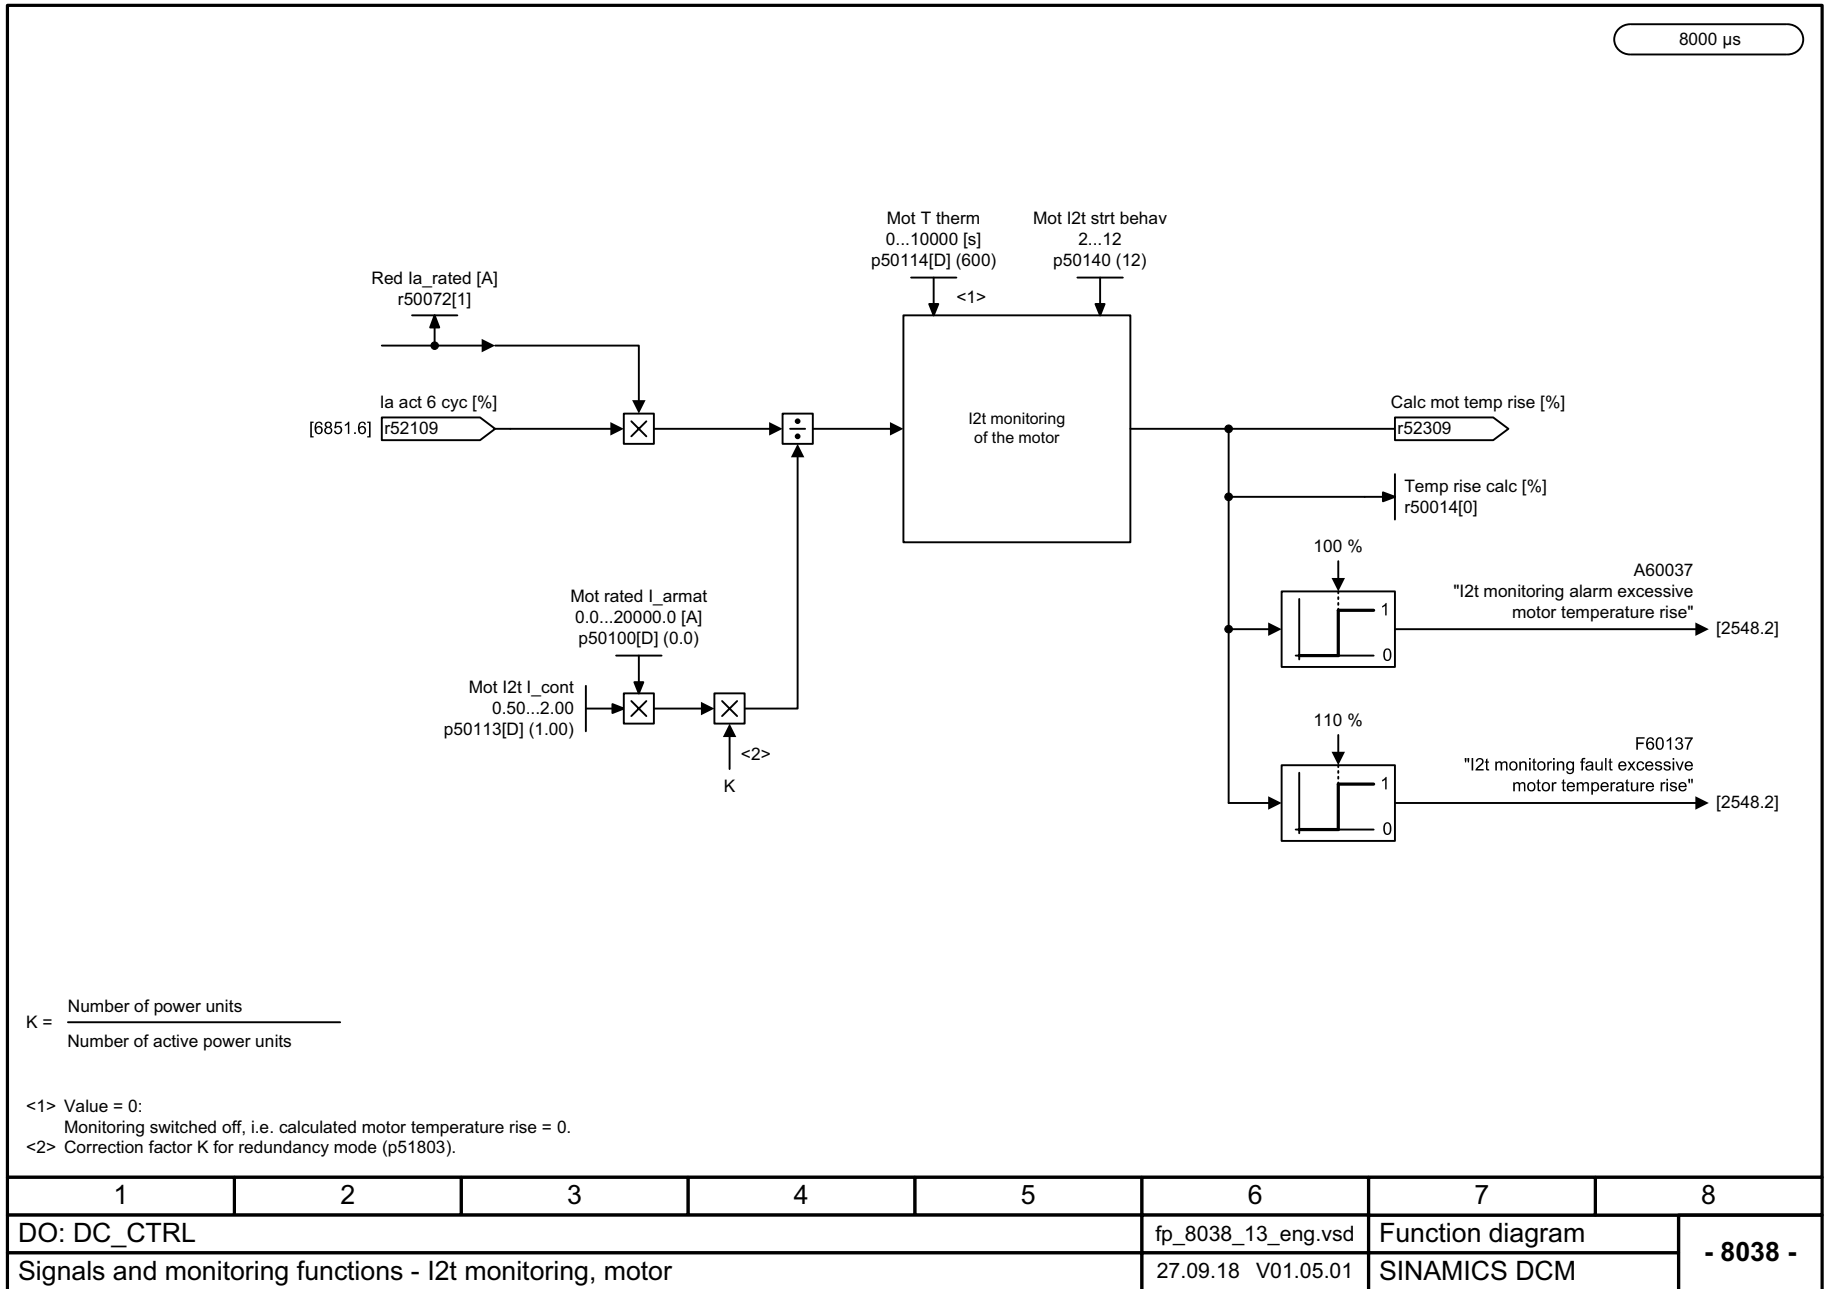 8000 µs
Mot T therm
0...10000 [s]
p50114[D] (600)
<1>
Mot I2t strt behav
2...12
p50140 (12)
Red Ia_rated [A]
r50072[1]
Ia act 6 cyc [%]
[6851.6] r52109
I2t monitoring
of the motor
Calc mot temp rise [%]
r52309
Temp rise calc [%]
r50014[0]
100 %
1
0
A60037
"I2t monitoring alarm excessive
motor temperature rise"
[2548.2]
Mot rated I_armat
0.0...20000.0 [A]
p50100[D] (0.0)
Mot I2t I_cont
0.50...2.00
p50113[D] (1.00)
<2>
K
110 %
1
0
F60137
"I2t monitoring fault excessive
motor temperature rise"
[2548.2]
K =
Number of power units
Number of active power units
<1> Value = 0:
Monitoring switched off, i.e. calculated motor temperature rise = 0.
<2> Correction factor K for redundancy mode (p51803).
1 2 3 4 5 6 7 8
DO: DC_CTRL
fp_8038_13_eng.vsd
Function diagram
- 8038 -
Signals and monitoring functions - I2t monitoring, motor
27.09.18 V01.05.01
SINAMICS DCM